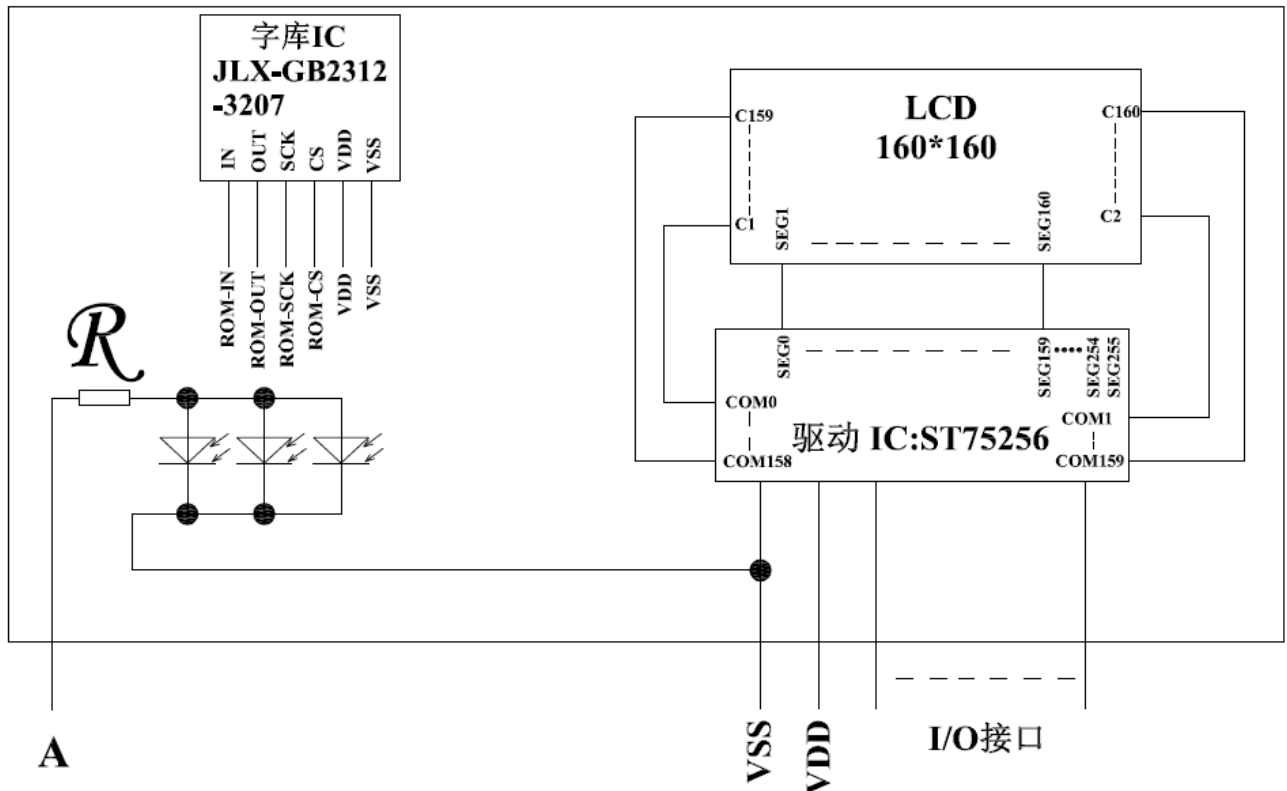 字库IC
JLX-GB2312
-3207
IN
OUT
SCK
CS
VDD
VSS
ROM-IN
ROM-OUT
ROM-SCK
ROM-CS
VDD
VSS
R
LCD
160*160
C159
C1
C160
C2
SEG1
SEG160
SEG0
SEG159
SEG254
SEG255
COM0
COM158
COM1
COM159
驱动 IC:ST75256
A
VSS
VDD
I/O接口